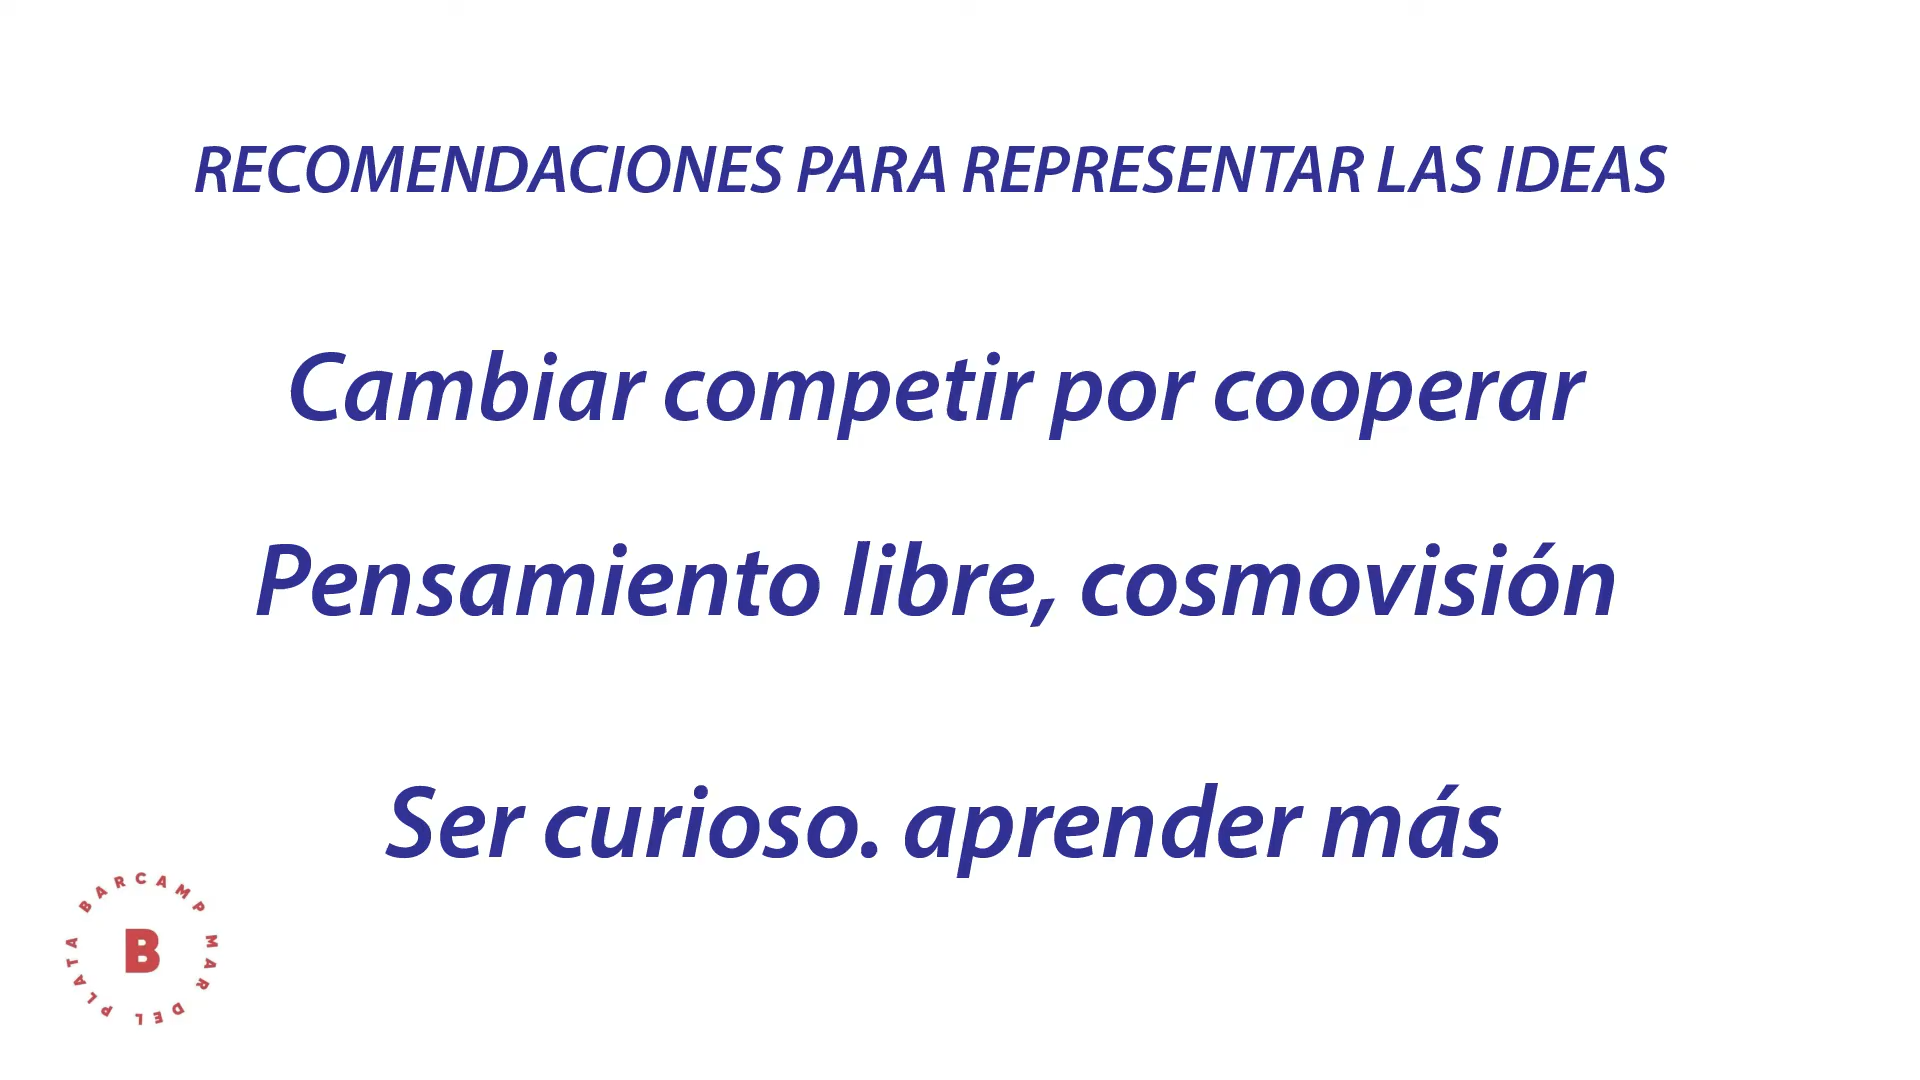 RECOMENDACIONES PARA REPRESENTAR LAS IDEAS
Cambiar competir por cooperar
Pensamiento libre, cosmovisión
Ser curioso. aprender más
BARCAMP MAR DEL PLATA
B